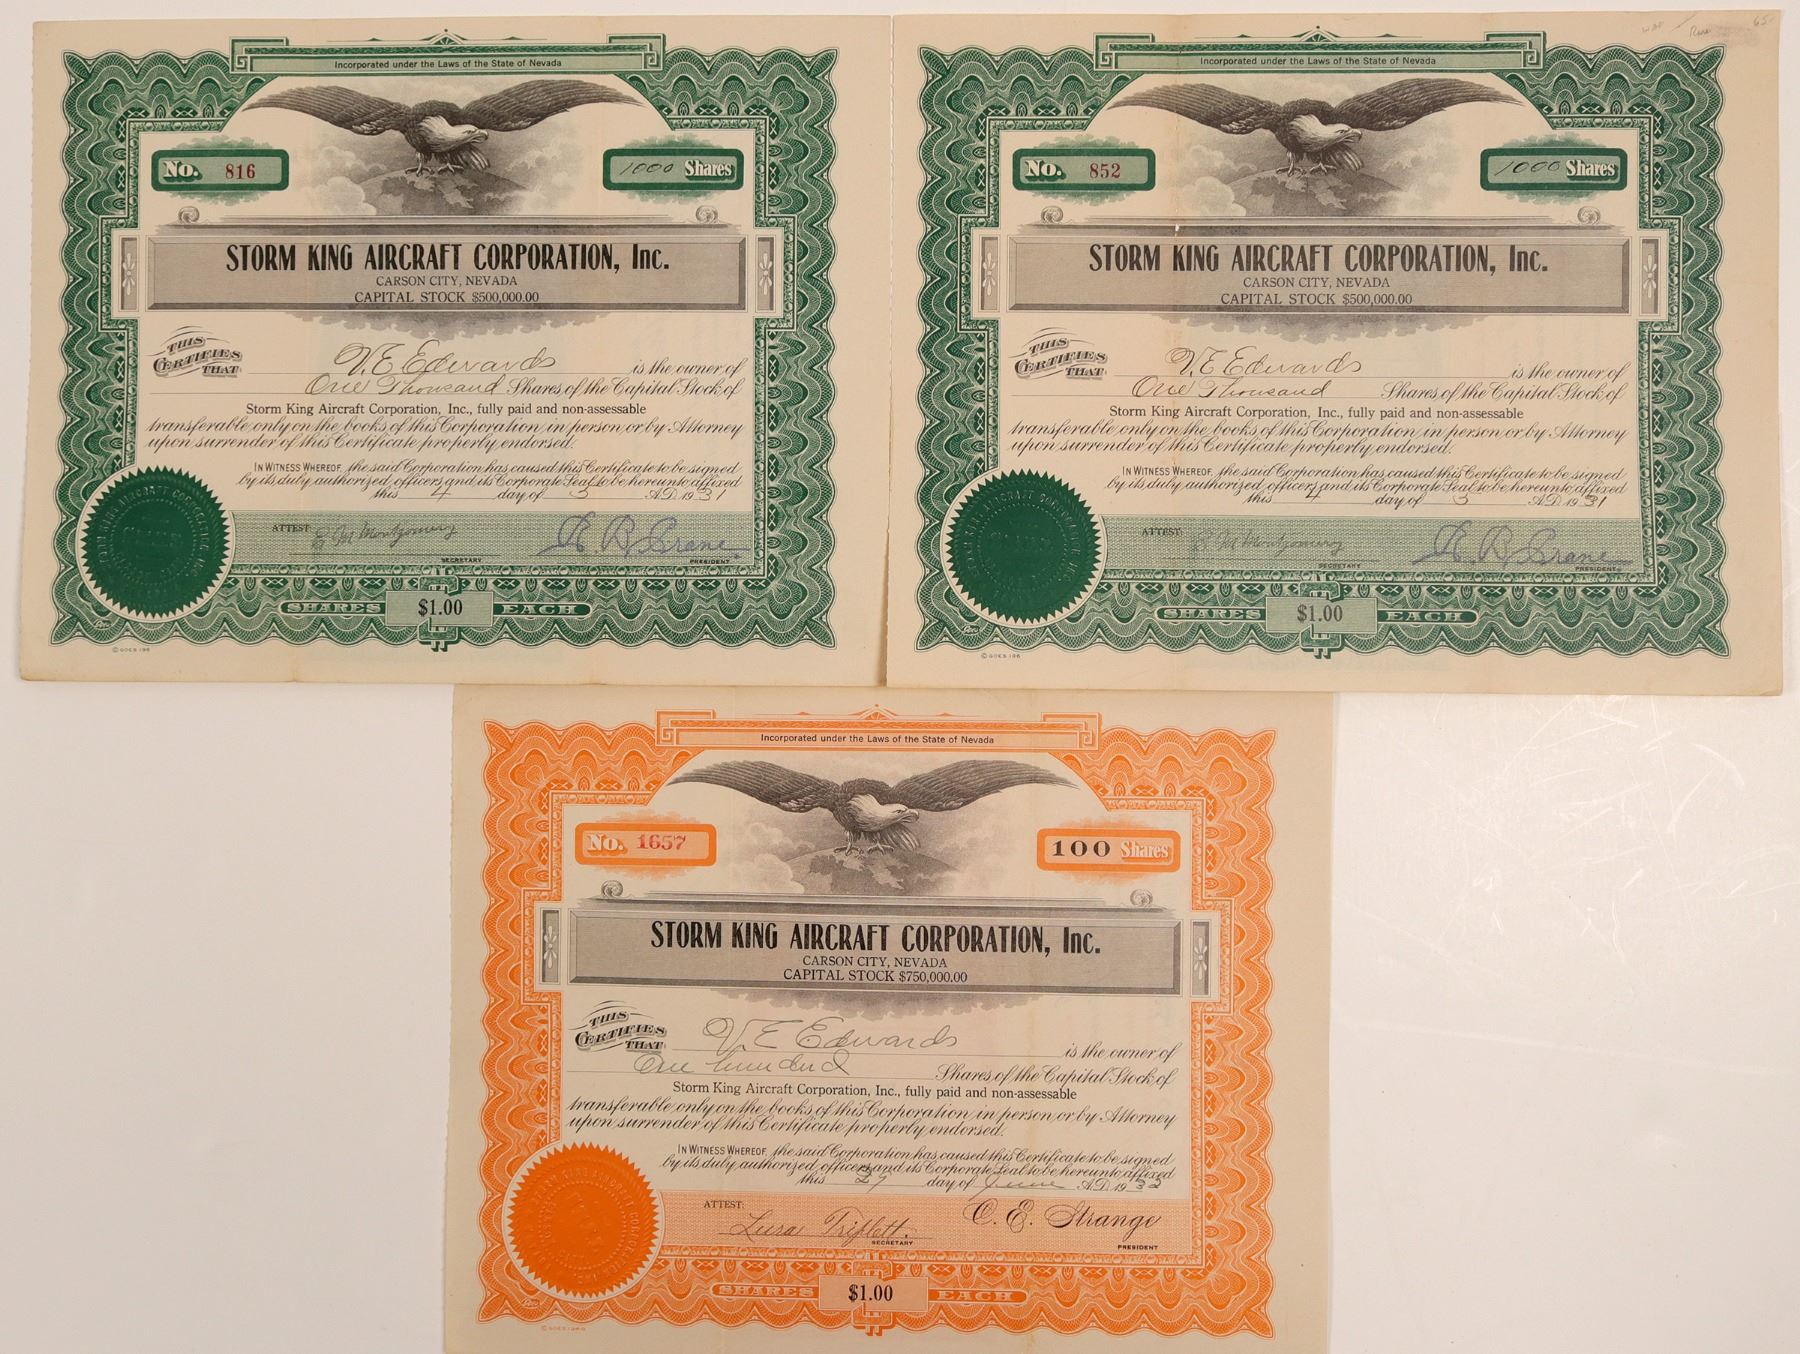 Incorporated under the Laws of the State of Nevada
No. 816
1000 Shares
STORM KING AIRCRAFT CORPORATION, Inc.
CARSON CITY, NEVADA
CAPITAL STOCK $500,000.00
THIS CERTIFIES THAT
V. E. Edwards is the owner of
One Thousand Shares of the Capital Stock of
Storm King Aircraft Corporation, Inc., fully paid and non-assessable
transferable only on the books of this Corporation in person or by Attorney
upon surrender of this Certificate properly endorsed.
IN WITNESS WHEREOF, the said Corporation has caused this Certificate to be signed
by its duly authorized officers and its Corporate Seal to be hereunto affixed
this 4 day of 3 A.D. 1931
ATTEST: E M Montgomery
SECRETARY
PRESIDENT
SHARES $1.00 EACH
© GOES 196
Rare
65
Incorporated under the Laws of the State of Nevada
No. 852
1000 Shares
STORM KING AIRCRAFT CORPORATION, Inc.
CARSON CITY, NEVADA
CAPITAL STOCK $500,000.00
THIS CERTIFIES THAT
V. E Edwards is the owner of
One Thousand Shares of the Capital Stock of
Storm King Aircraft Corporation, Inc., fully paid and non-assessable
transferable only on the books of this Corporation in person or by Attorney
upon surrender of this Certificate properly endorsed.
IN WITNESS WHEREOF, the said Corporation has caused this Certificate to be signed
by its duly authorized officers and its Corporate Seal to be hereunto affixed
this 4 day of 3 A.D. 1931
ATTEST: E M Montgomery
SECRETARY
PRESIDENT
SHARES $1.00 EACH
© GOES 196
Incorporated under the Laws of the State of Nevada
No. 1657
100 Shares
STORM KING AIRCRAFT CORPORATION, Inc.
CARSON CITY, NEVADA
CAPITAL STOCK $750,000.00
THIS CERTIFIES THAT
V. E Edwards is the owner of
One hundred Shares of the Capital Stock of
Storm King Aircraft Corporation, Inc., fully paid and non-assessable
transferable only on the books of this Corporation in person or by Attorney
upon surrender of this Certificate properly endorsed.
IN WITNESS WHEREOF, the said Corporation has caused this Certificate to be signed
by its duly authorized officers and its Corporate Seal to be hereunto affixed
this 27 day of June A.D. 1932
ATTEST:
Lura Triplett. C. E. Strange
SECRETARY
PRESIDENT
SHARES $1.00 EACH